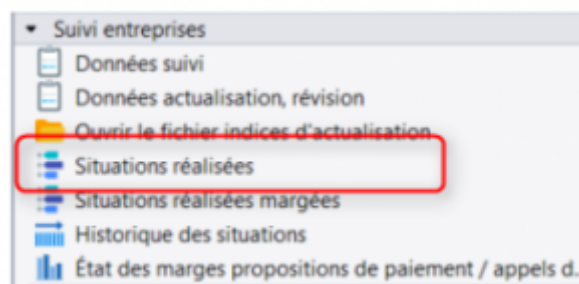 Suivi entreprises
Données suivi
Données actualisation, révision
Ouvrir le fichier indices d'actualisation
Situations réalisées
Situations réalisées margées
Historique des situations
État des marges propositions de paiement / appels d.